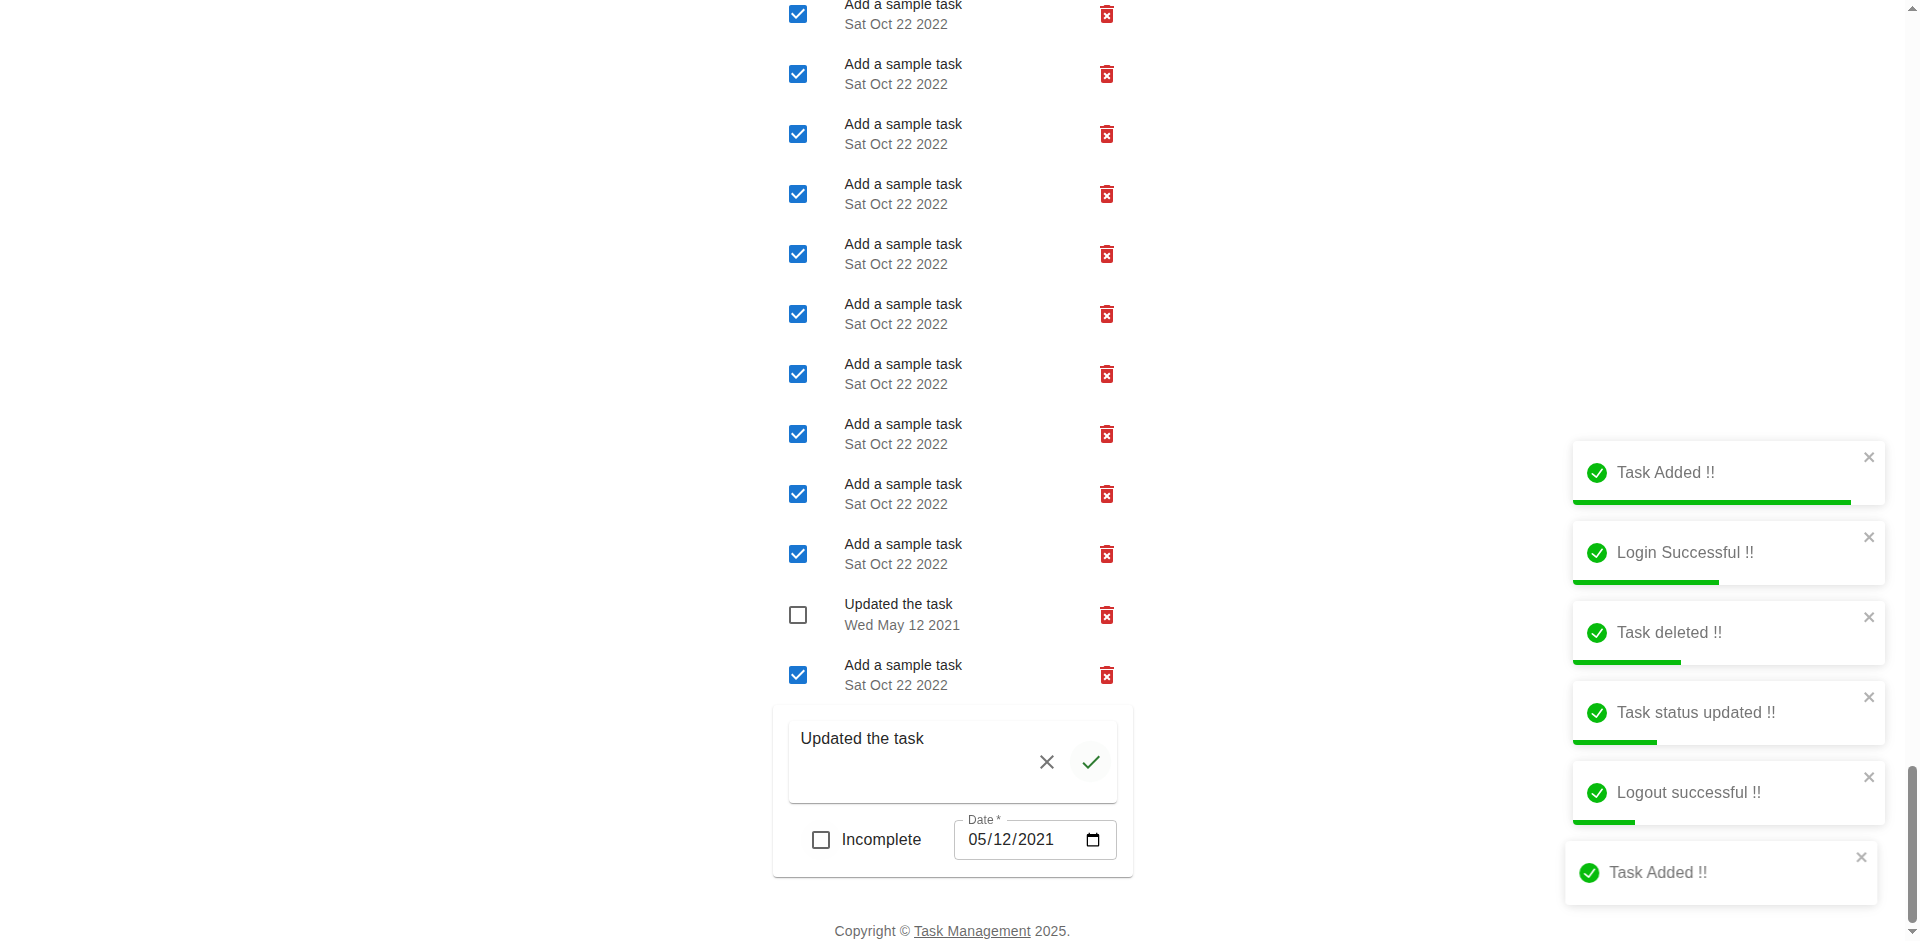 Add a sample task
Sat Oct 22 2022
Add a sample task
Sat Oct 22 2022
Add a sample task
Sat Oct 22 2022
Add a sample task
Sat Oct 22 2022
Add a sample task
Sat Oct 22 2022
Add a sample task
Sat Oct 22 2022
Add a sample task
Sat Oct 22 2022
Add a sample task
Sat Oct 22 2022
Add a sample task
Sat Oct 22 2022
Add a sample task
Sat Oct 22 2022
Updated the task
Wed May 12 2021
Add a sample task
Sat Oct 22 2022
Updated the task
Incomplete
Date *
05/12/2021
Copyright © Task Management 2025.
Task Added !!
Login Successful !!
Task deleted !!
Task status updated !!
Logout successful !!
Task Added !!